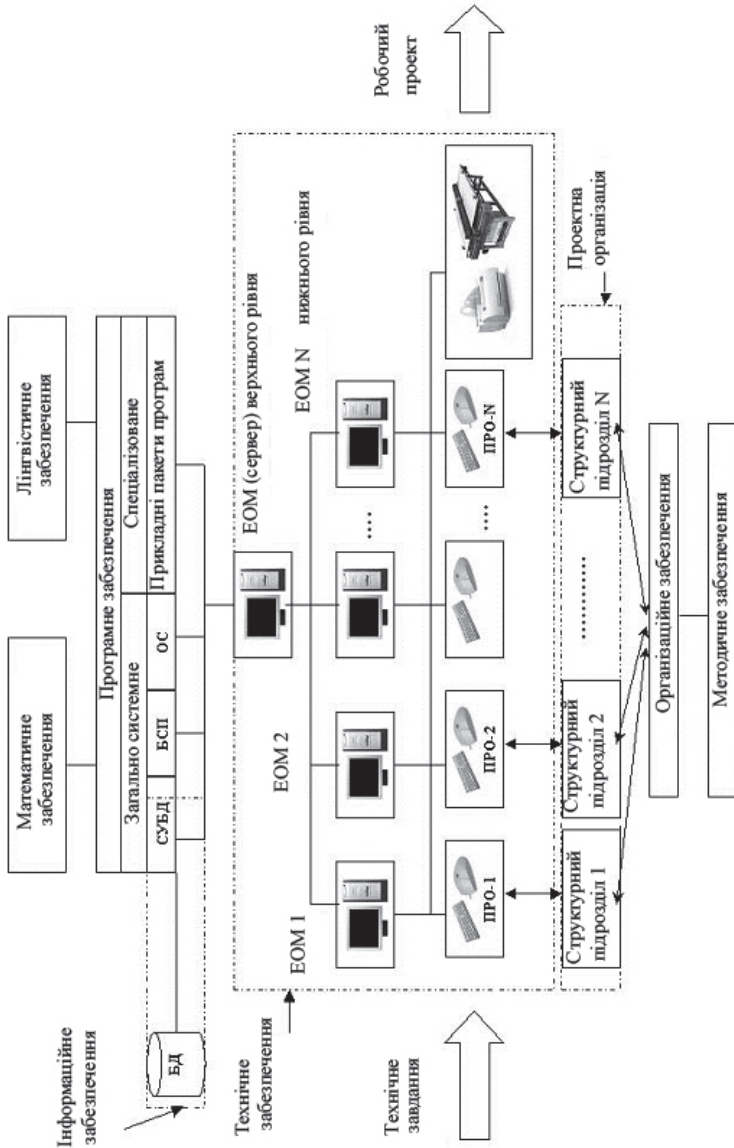 Математичне
забезпечення
Лінгвістичне
забезпечення
Програмне забезпечення
Загально системне
Спеціалізоване
СУБД
БСП
ОС
Прикладні пакети програм
Інформаційне
забезпечення
БД
ЕОМ (сервер) верхнього рівня
ЕОМ 1
ЕОМ 2
ЕОМ N
нижнього рівня
....
Технічне
забезпечення
ПРО-1
ПРО-2
....
ПРО-N
Технічне
завдання
Робочий
проект
Структурний
підрозділ 1
Структурний
підрозділ 2
............
Структурний
підрозділ N
Проектна
організація
Організаційне забезпечення
Методичне забезпечення